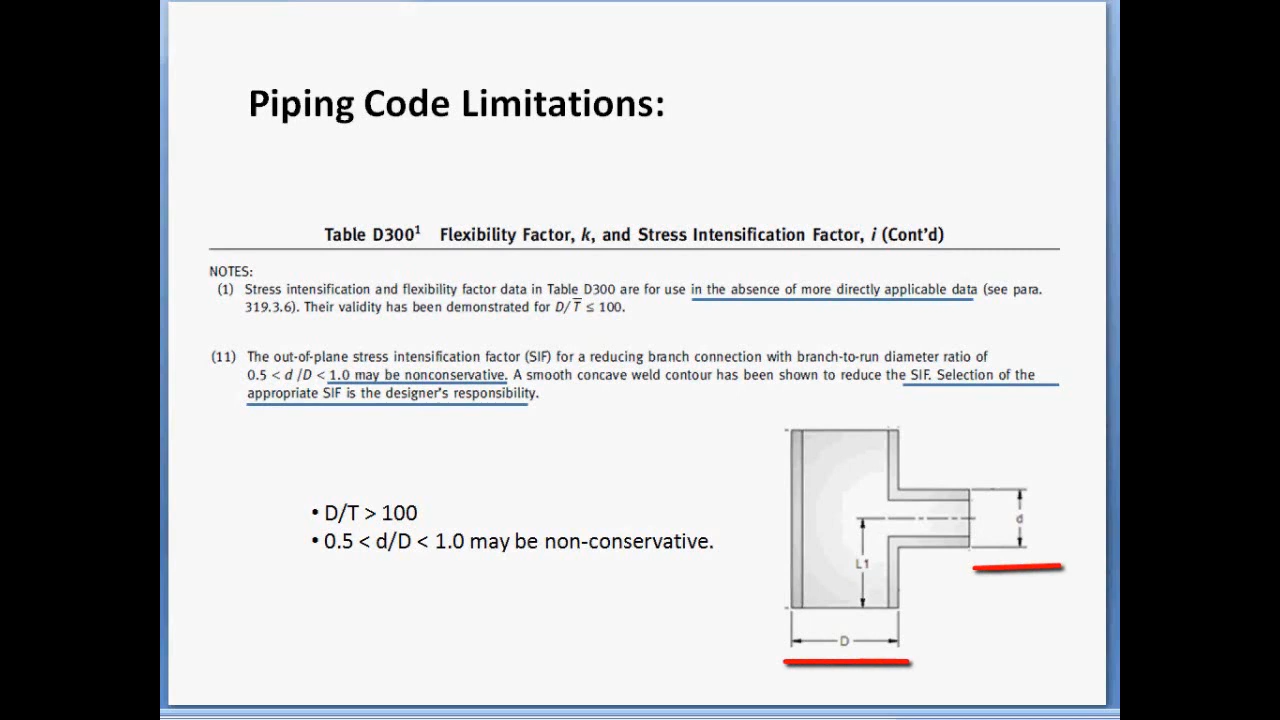 Piping Code Limitations:
Table D300¹ Flexibility Factor, k, and Stress Intensification Factor, i (Cont'd)
NOTES:
(1) Stress intensification and flexibility factor data in Table D300 are for use in the absence of more directly applicable data (see para.
319.3.6). Their validity has been demonstrated for D/T̅ ≤ 100.
(11) The out-of-plane stress intensification factor (SIF) for a reducing branch connection with branch-to-run diameter ratio of
0.5 < d /D < 1.0 may be nonconservative. A smooth concave weld contour has been shown to reduce the SIF. Selection of the
appropriate SIF is the designer's responsibility.
• D/T > 100
• 0.5 < d/D < 1.0 may be non-conservative.
d
L1
D